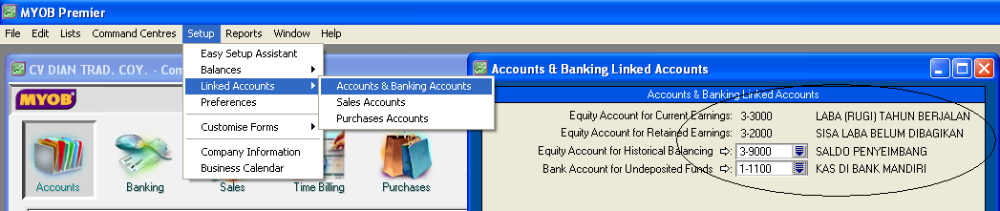 MYOB Premier
File Edit Lists Command Centres Setup Reports Window Help
Easy Setup Assistant
Balances
Linked Accounts
Preferences
Customise Forms
Company Information
Business Calendar
Accounts & Banking Accounts
Sales Accounts
Purchases Accounts
CV DIAN TRAD. COY. - Com
MYOB
Accounts
Banking
Sales
Time Billing
Purchases
Accounts & Banking Linked Accounts
Accounts & Banking Linked Accounts
Equity Account for Current Earnings: 3-3000 LABA (RUGI) TAHUN BERJALAN
Equity Account for Retained Earnings: 3-2000 SISA LABA BELUM DIBAGIKAN
Equity Account for Historical Balancing 3-9000 SALDO PENYEIMBANG
Bank Account for Undeposited Funds 1-1100 KAS DI BANK MANDIRI